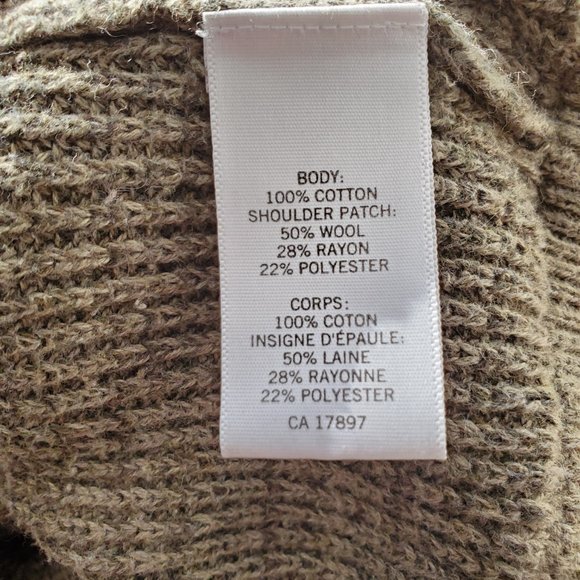 BODY:
100% COTTON
SHOULDER PATCH:
50% WOOL
28% RAYON
22% POLYESTER
CORPS:
100% COTON
INSIGNE D'ÉPAULE:
50% LAINE
28% RAYONNE
22% POLYESTER
CA 17897